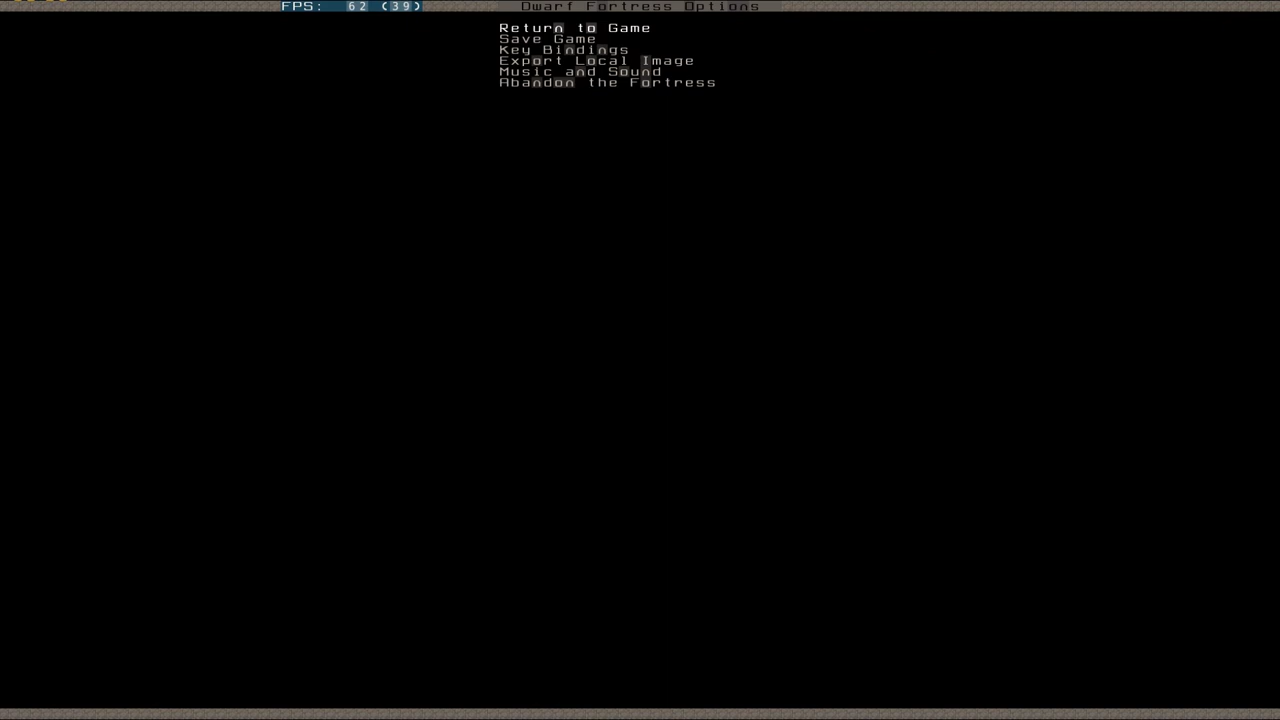 FPS: 62 (39) Dwarf Fortress Options
Return to Game
Save Game
Key Bindings
Export Local Image
Music and Sound
Abandon the Fortress